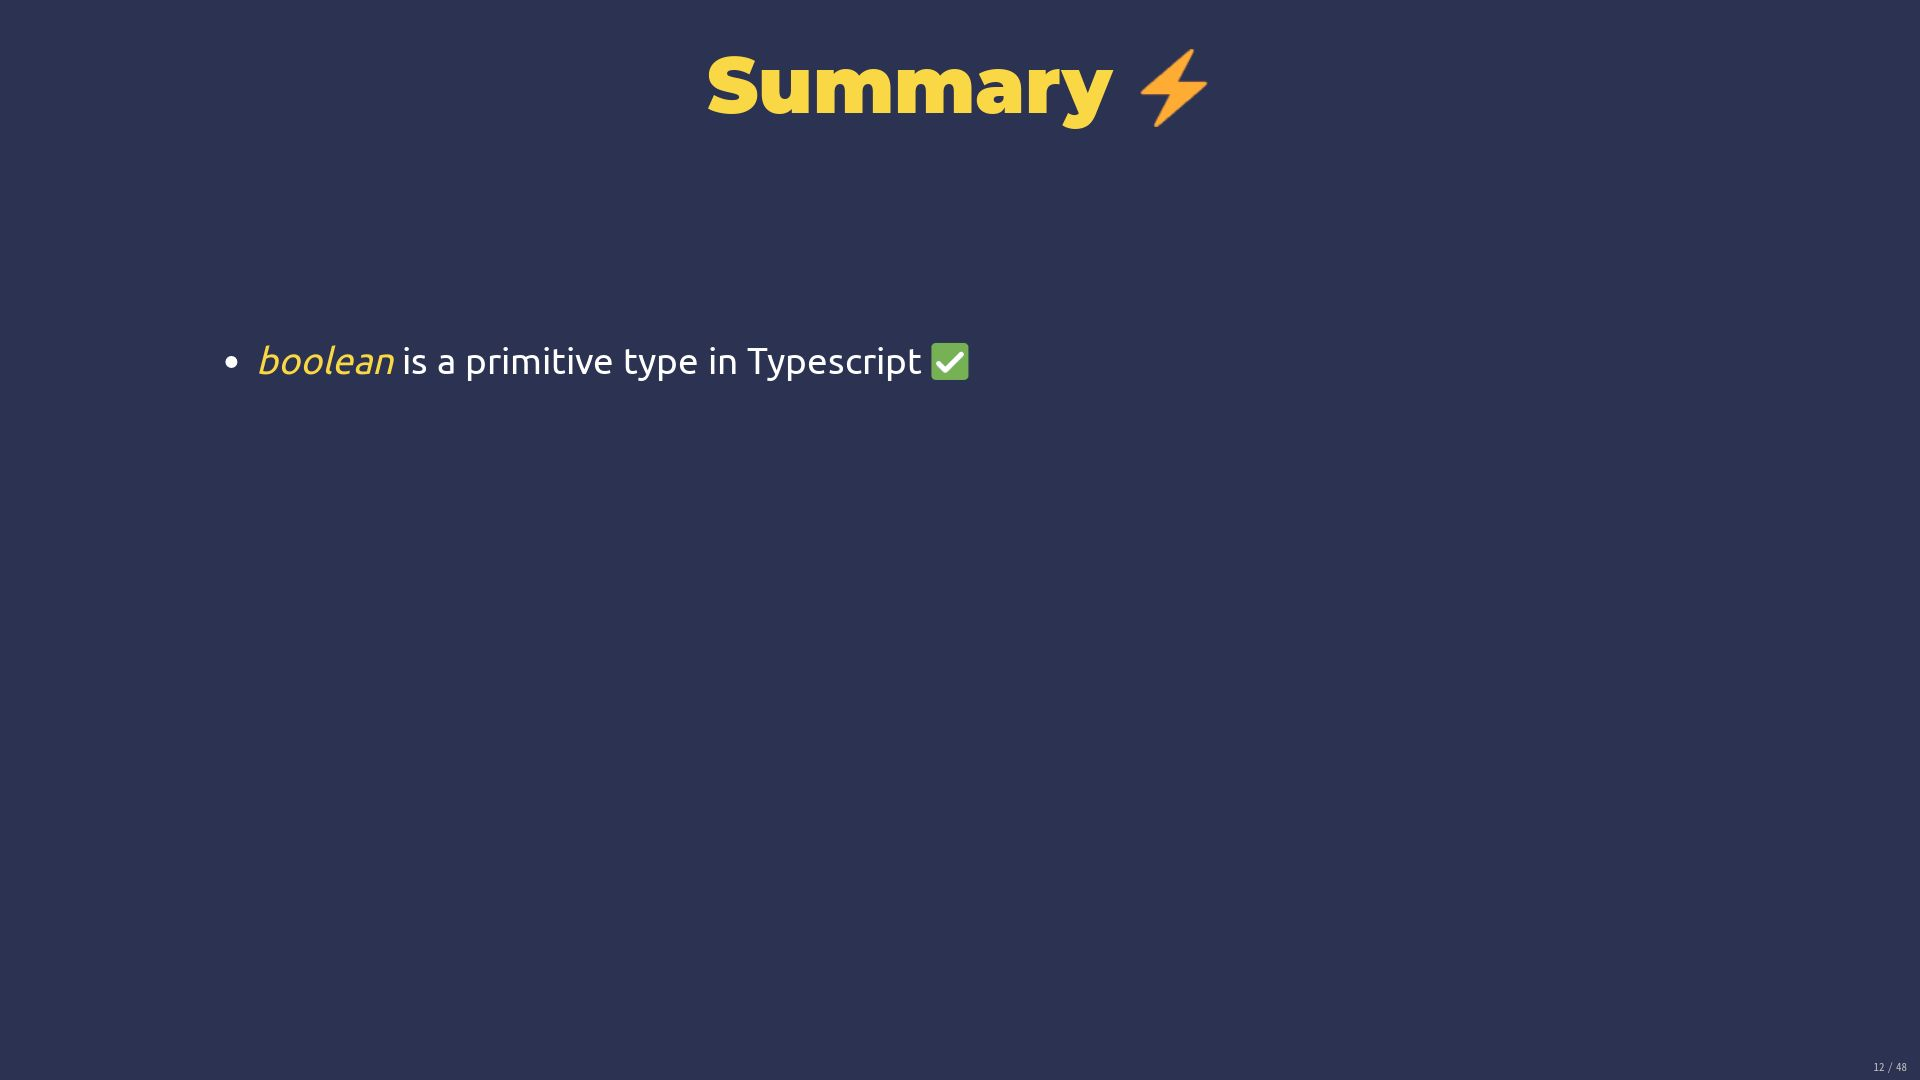 Summary ⚡
• boolean is a primitive type in Typescript ✅
12 / 48